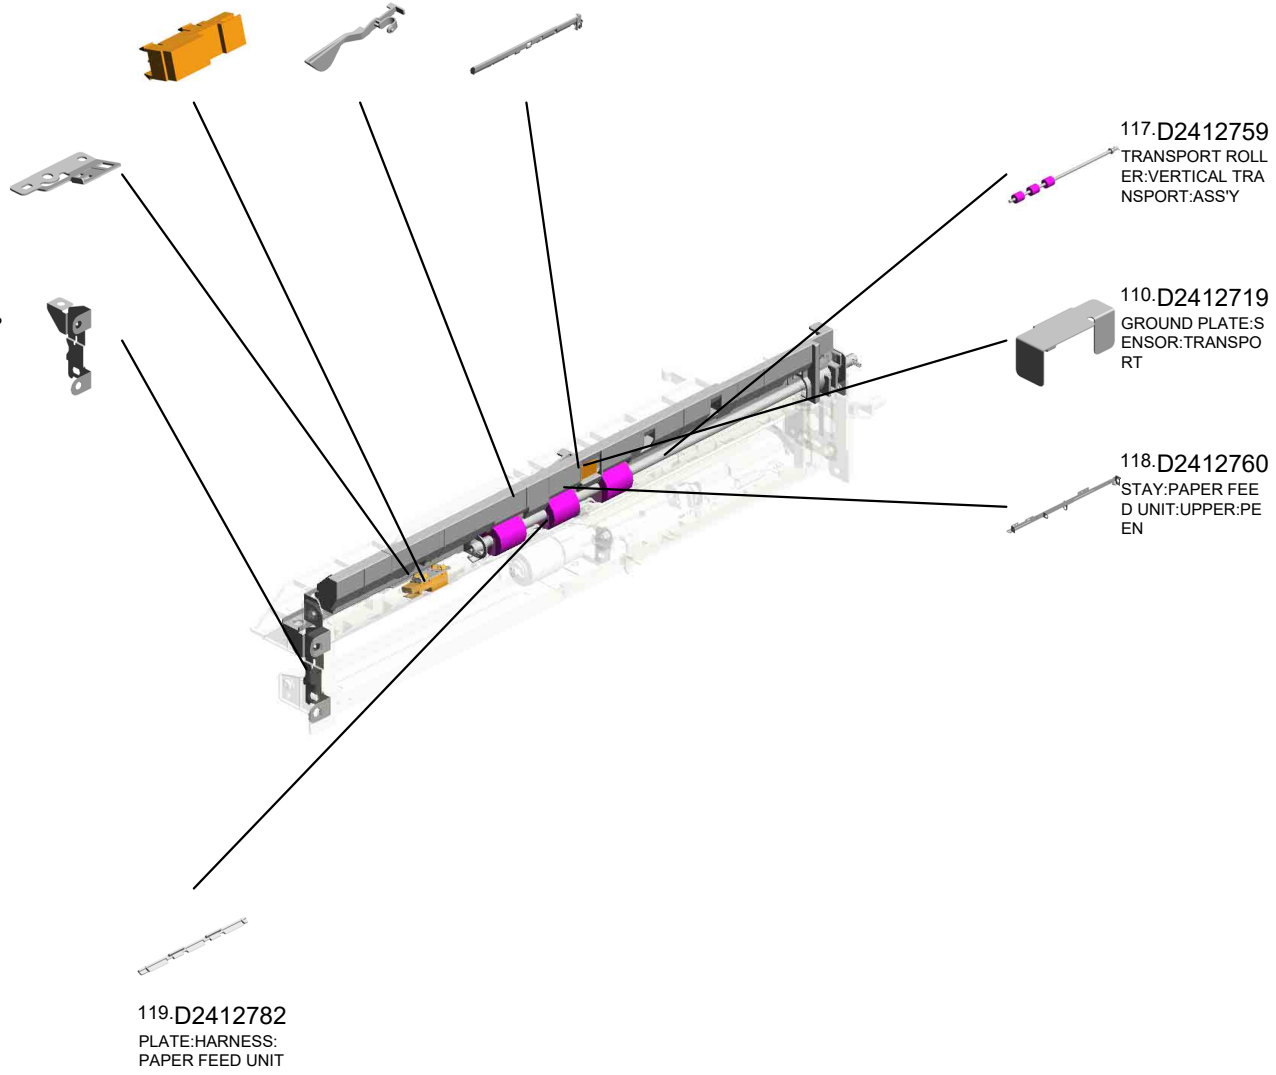 117.D2412759
TRANSPORT ROLL
ER:VERTICAL TRA
NSPORT:ASS'Y
110.D2412719
GROUND PLATE:S
ENSOR:TRANSPO
RT
118.D2412760
STAY:PAPER FEE
D UNIT:UPPER:PE
EN
119.D2412782
PLATE:HARNESS:
PAPER FEED UNIT